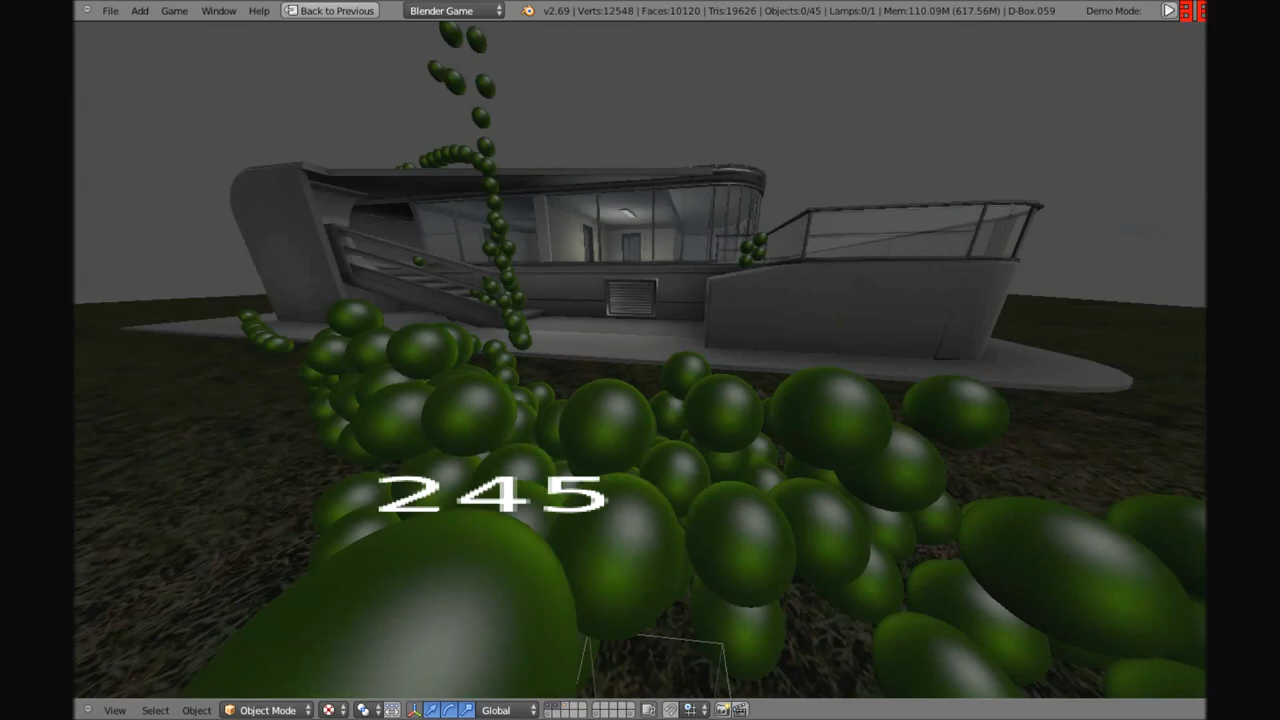 File Add Game Window Help Back to Previous Blender Game v2.69 | Verts:12548 | Faces:10120 | Tris:19626 | Objects:0/45 | Lamps:0/1 | Mem:110.09M (617.56M) | D-Box.059 Demo Mode:
245
View Select Object Object Mode Global